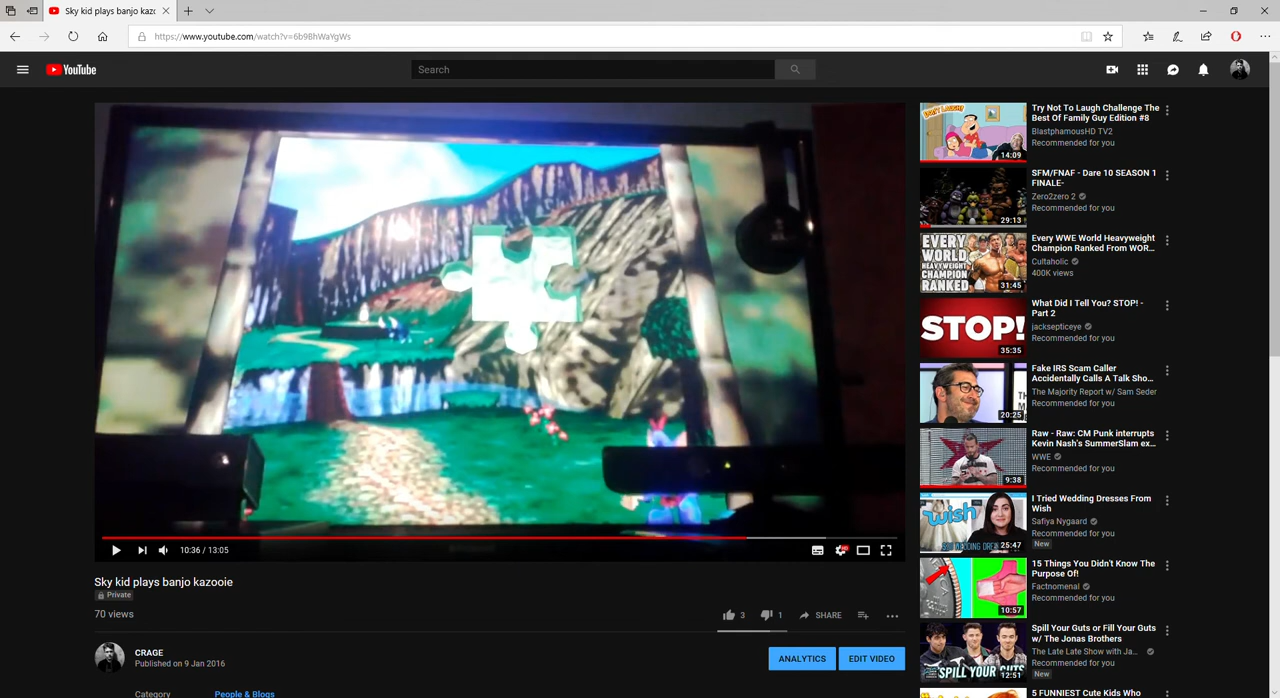 Sky kid plays banjo kazo
https://www.youtube.com/watch?v=6b9BhWaYgWs
YouTube
Search
10:36 / 13:05
Sky kid plays banjo kazooie
Private
70 views
3
1
SHARE
CRAGE
Published on 9 Jan 2016
ANALYTICS
EDIT VIDEO
Category
People & Blogs
14:09
Try Not To Laugh Challenge The
Best Of Family Guy Edition #8
BlastphamousHD TV2
Recommended for you
29:13
SFM/FNAF - Dare 10 SEASON 1
FINALE-
Zero2zero 2
Recommended for you
EVERY
WORLD
HEAVYWEIGHT
CHAMPION
RANKED
31:45
Every WWE World Heavyweight
Champion Ranked From WOR...
Cultaholic
400K views
STOP!
35:35
What Did I Tell You? STOP! -
Part 2
jacksepticeye
Recommended for you
20:25
Fake IRS Scam Caller
Accidentally Calls A Talk Sho...
The Majority Report w/ Sam Seder
Recommended for you
9:38
Raw - Raw: CM Punk interrupts
Kevin Nash's SummerSlam ex...
WWE
Recommended for you
wish
25:47
I Tried Wedding Dresses From
Wish
Safiya Nygaard
New
10:57
15 Things You Didn't Know The
Purpose Of!
Factnomenal
Recommended for you
SPILL YOUR GUTS
12:51
Spill Your Guts or Fill Your Guts
w/ The Jonas Brothers
The Late Late Show with Ja...
Recommended for you
New
5 FUNNIEST Cute Kids Who